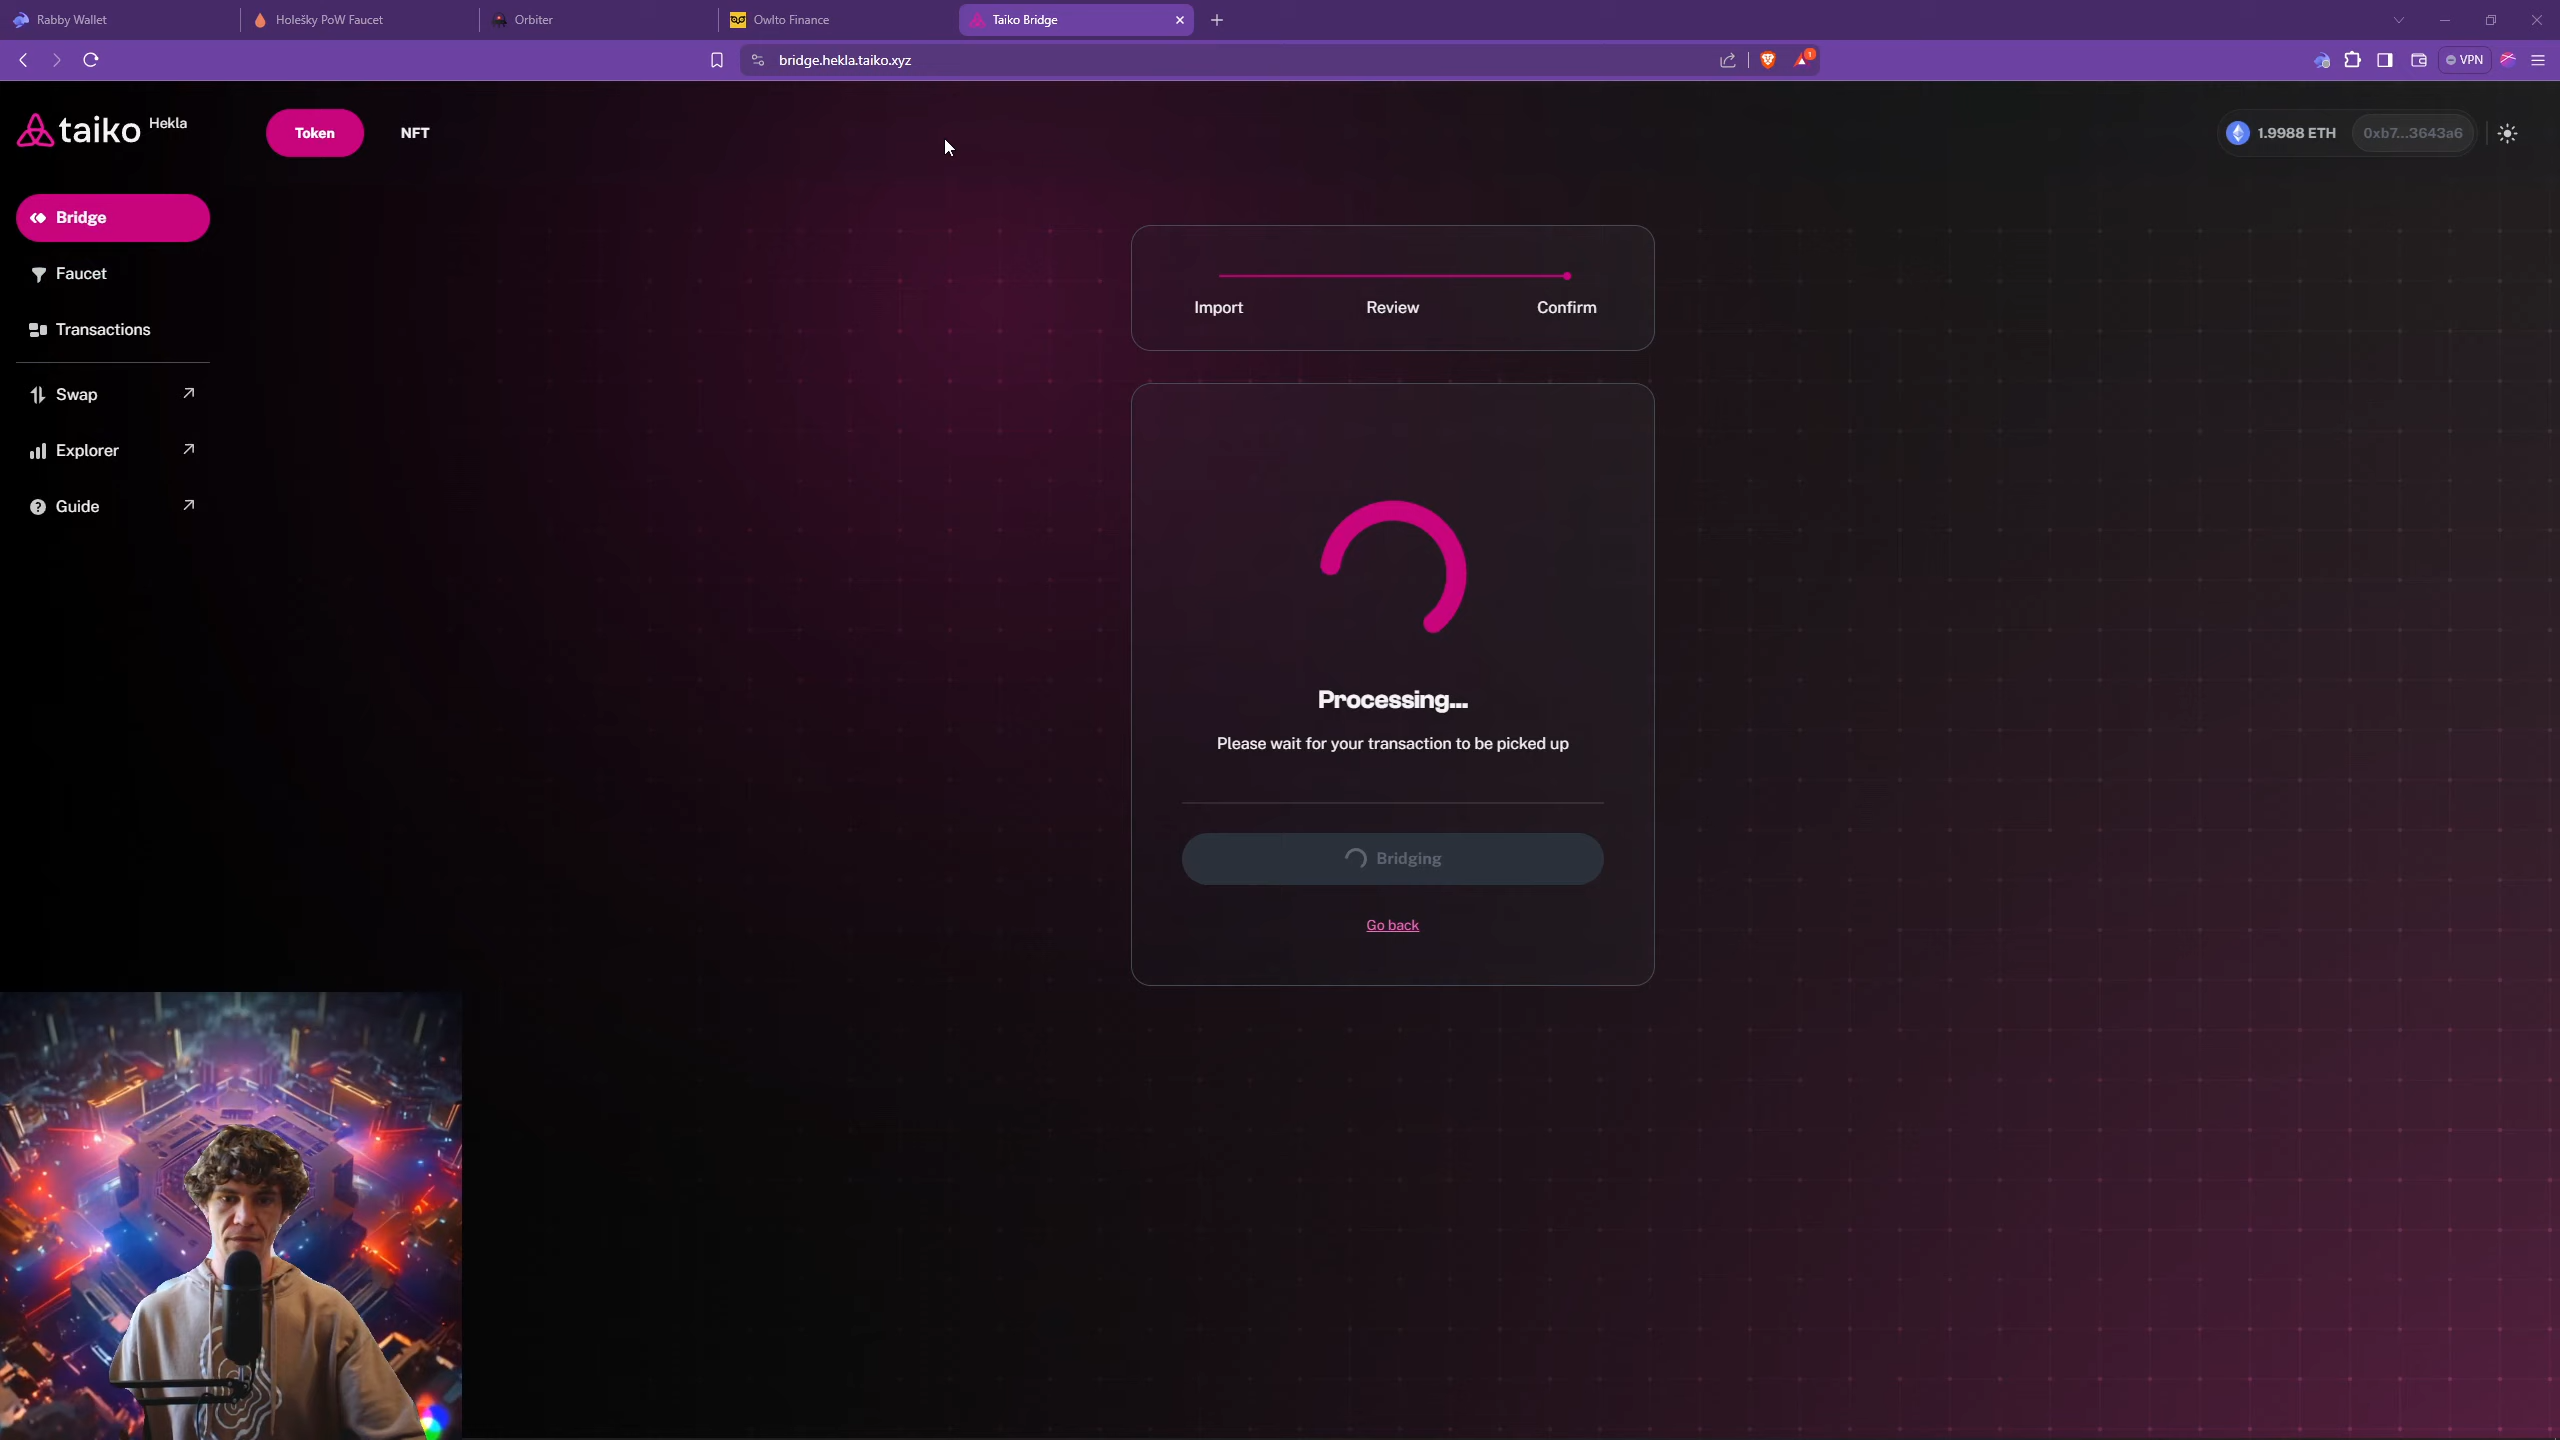 Rabby Wallet
Holešky PoW Faucet
Orbiter
Owlto Finance
Taiko Bridge
bridge.hekla.taiko.xyz
1
VPN
taiko Hekla
Token
NFT
1.9988 ETH
0xb7...3643a6
Bridge
Faucet
Transactions
Swap
Explorer
Guide
Import
Review
Confirm
Processing...
Please wait for your transaction to be picked up
Bridging
Go back